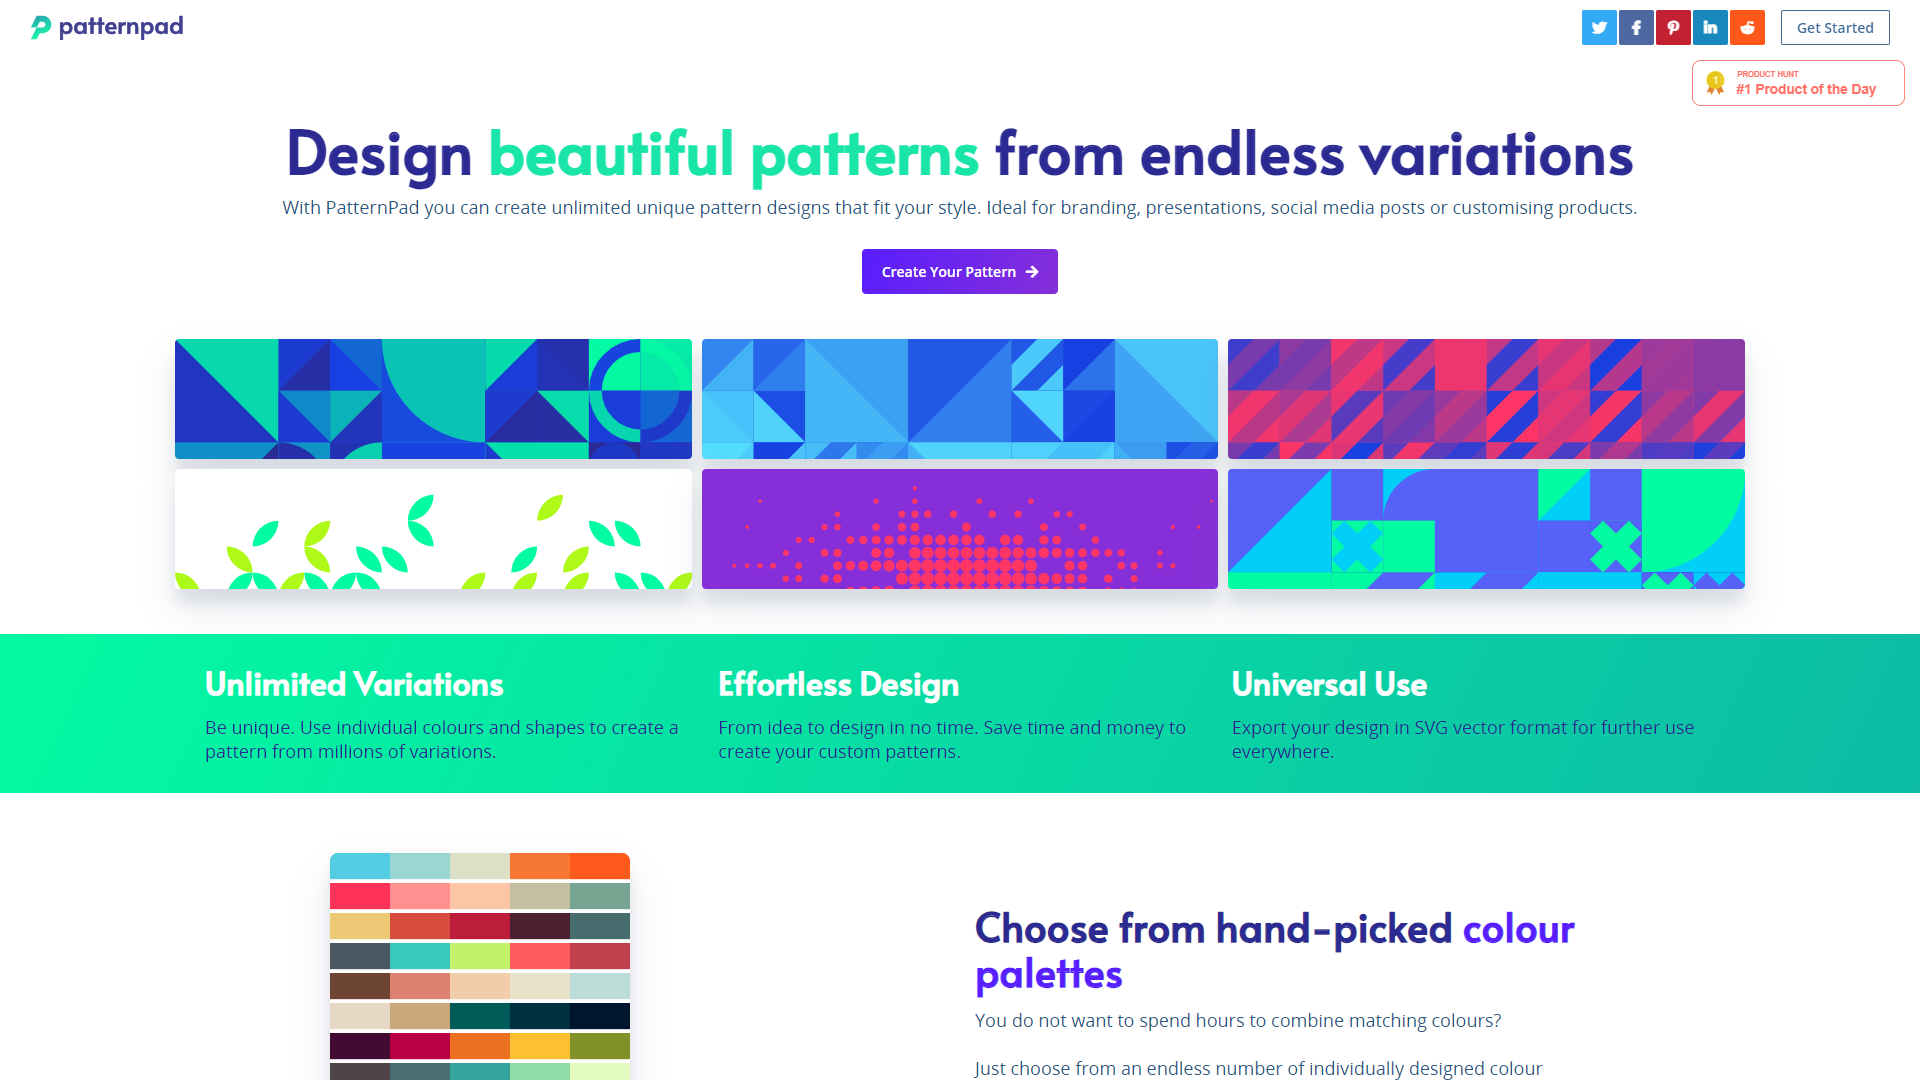 patternpad
Get Started
PRODUCT HUNT
#1 Product of the Day
Design beautiful patterns from endless variations
With PatternPad you can create unlimited unique pattern designs that fit your style. Ideal for branding, presentations, social media posts or customising products.
Create Your Pattern
Unlimited Variations
Be unique. Use individual colours and shapes to create a
pattern from millions of variations.
Effortless Design
From idea to design in no time. Save time and money to
create your custom patterns.
Universal Use
Export your design in SVG vector format for further use
everywhere.
Choose from hand-picked colour
palettes
You do not want to spend hours to combine matching colours?
Just choose from an endless number of individually designed colour